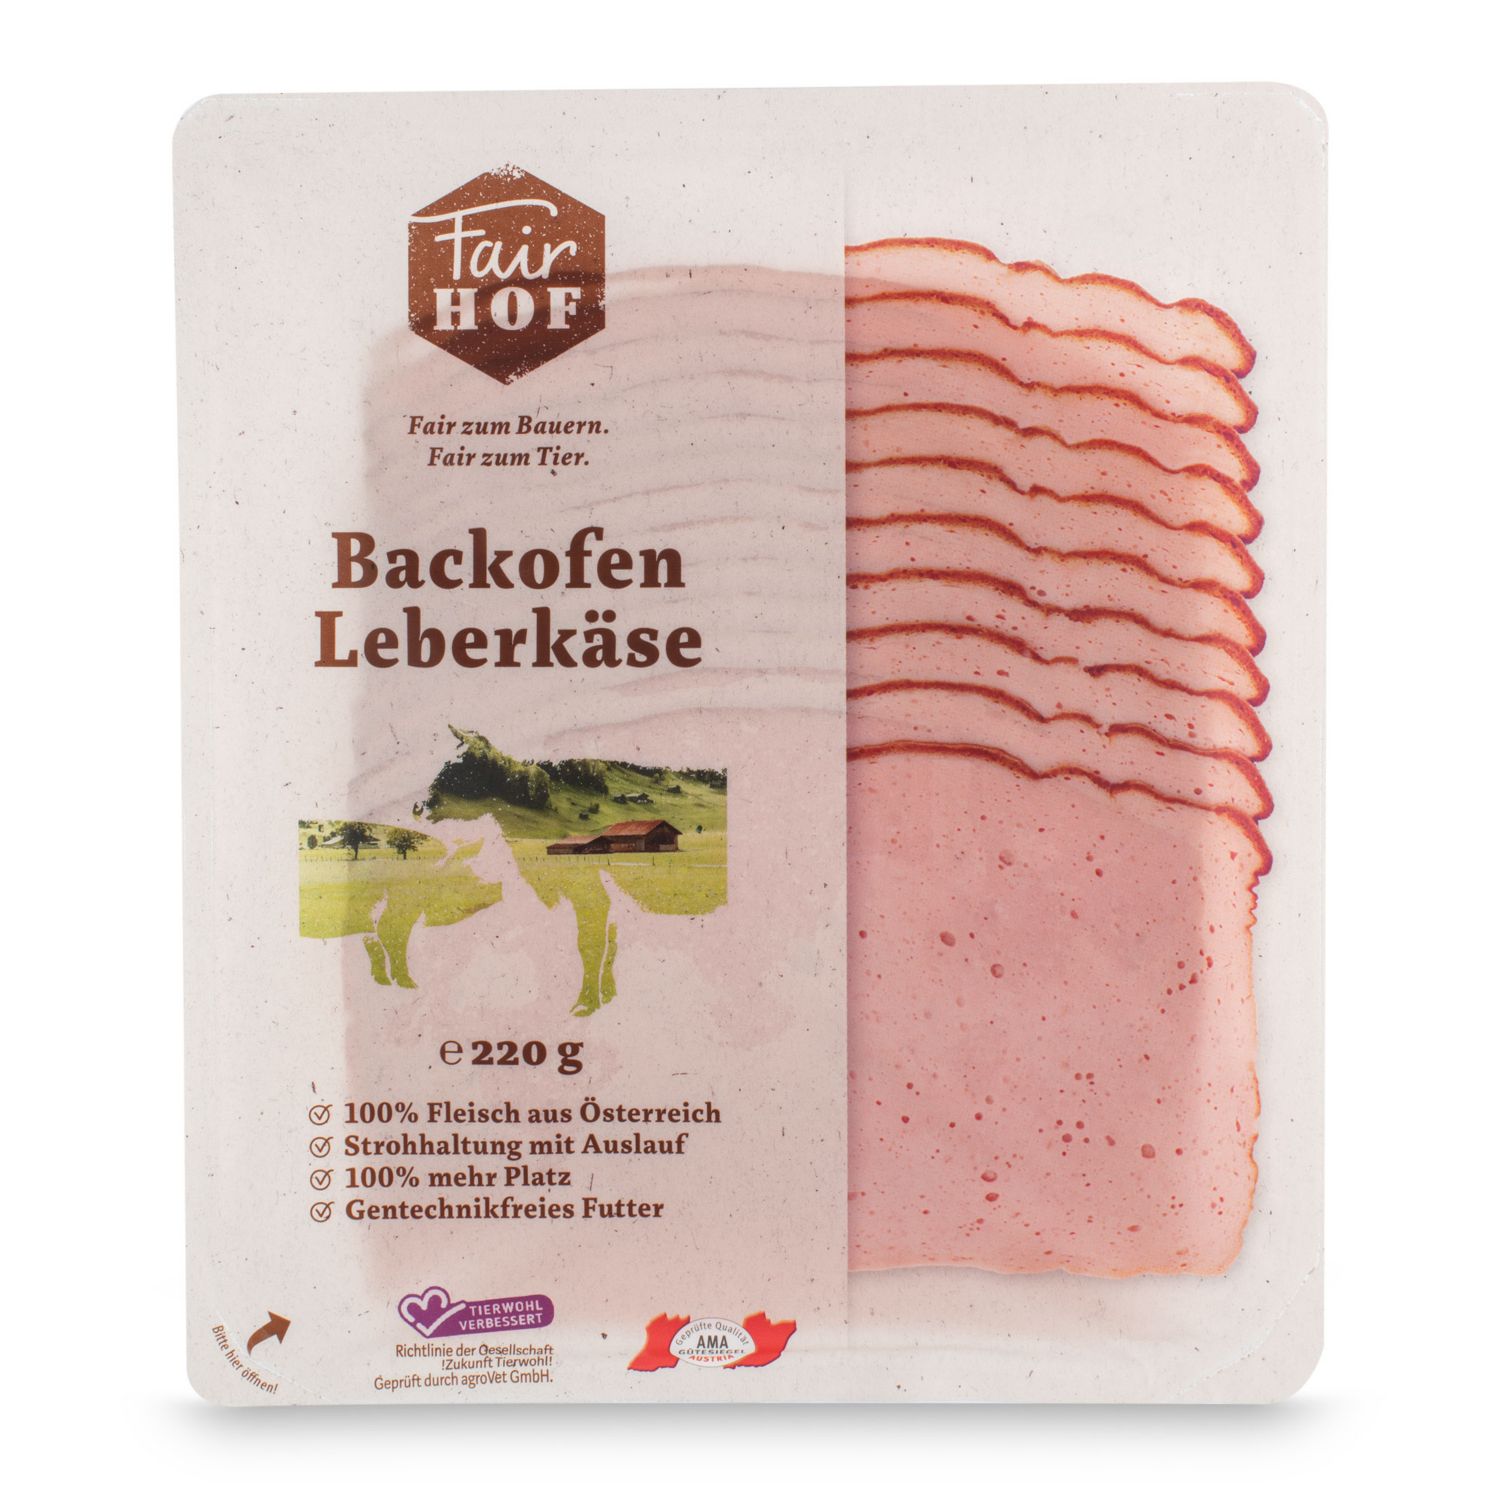 Fair
HOF
Fair zum Bauern.
Fair zum Tier.
Backofen
Leberkäse
℮ 220 g
100% Fleisch aus Österreich
Strohhaltung mit Auslauf
100% mehr Platz
Gentechnikfreies Futter
Bitte hier öffnen!
TIERWOHL
VERBESSERT
Richtlinie der Gesellschaft
!Zukunft Tierwohl!
Geprüft durch agroVet GmbH.
Geprüfte Qualität
AMA
GÜTESIEGEL
AUSTRIA